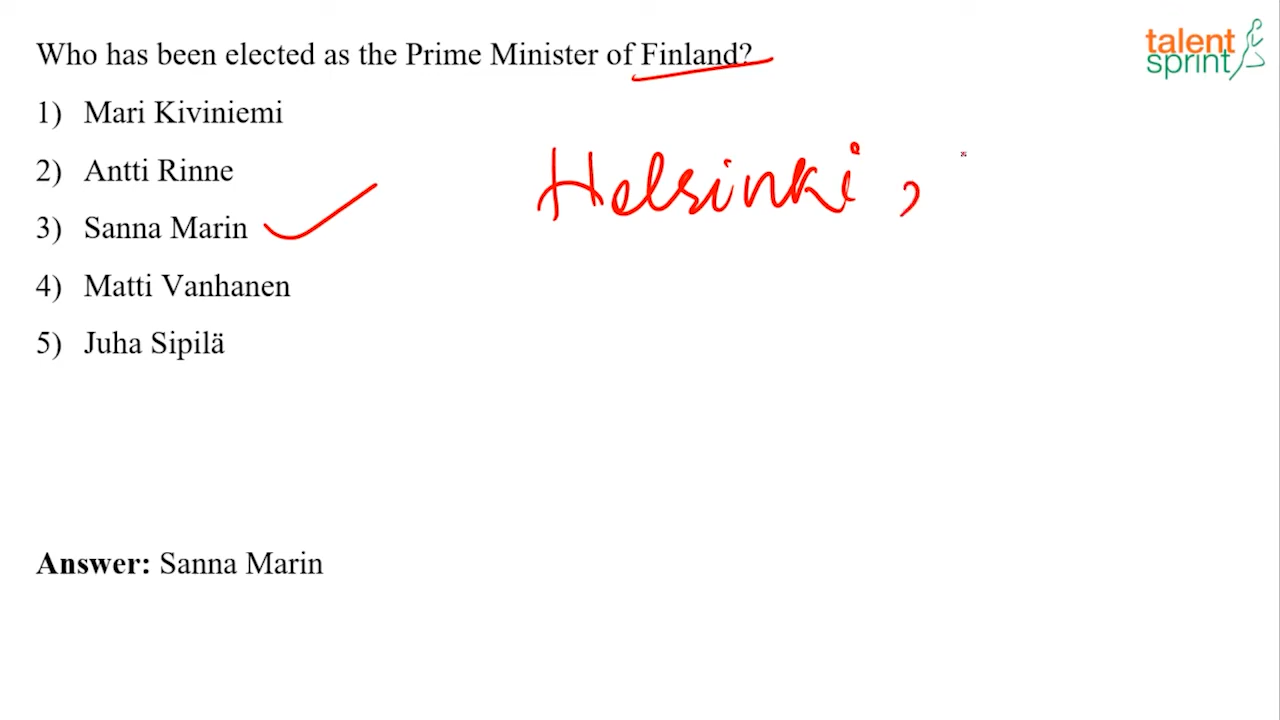 Who has been elected as the Prime Minister of Finland?
talent
sprint
1) Mari Kiviniemi
2) Antti Rinne
Helsinki ,
3) Sanna Marin
4) Matti Vanhanen
5) Juha Sipilä
Answer: Sanna Marin